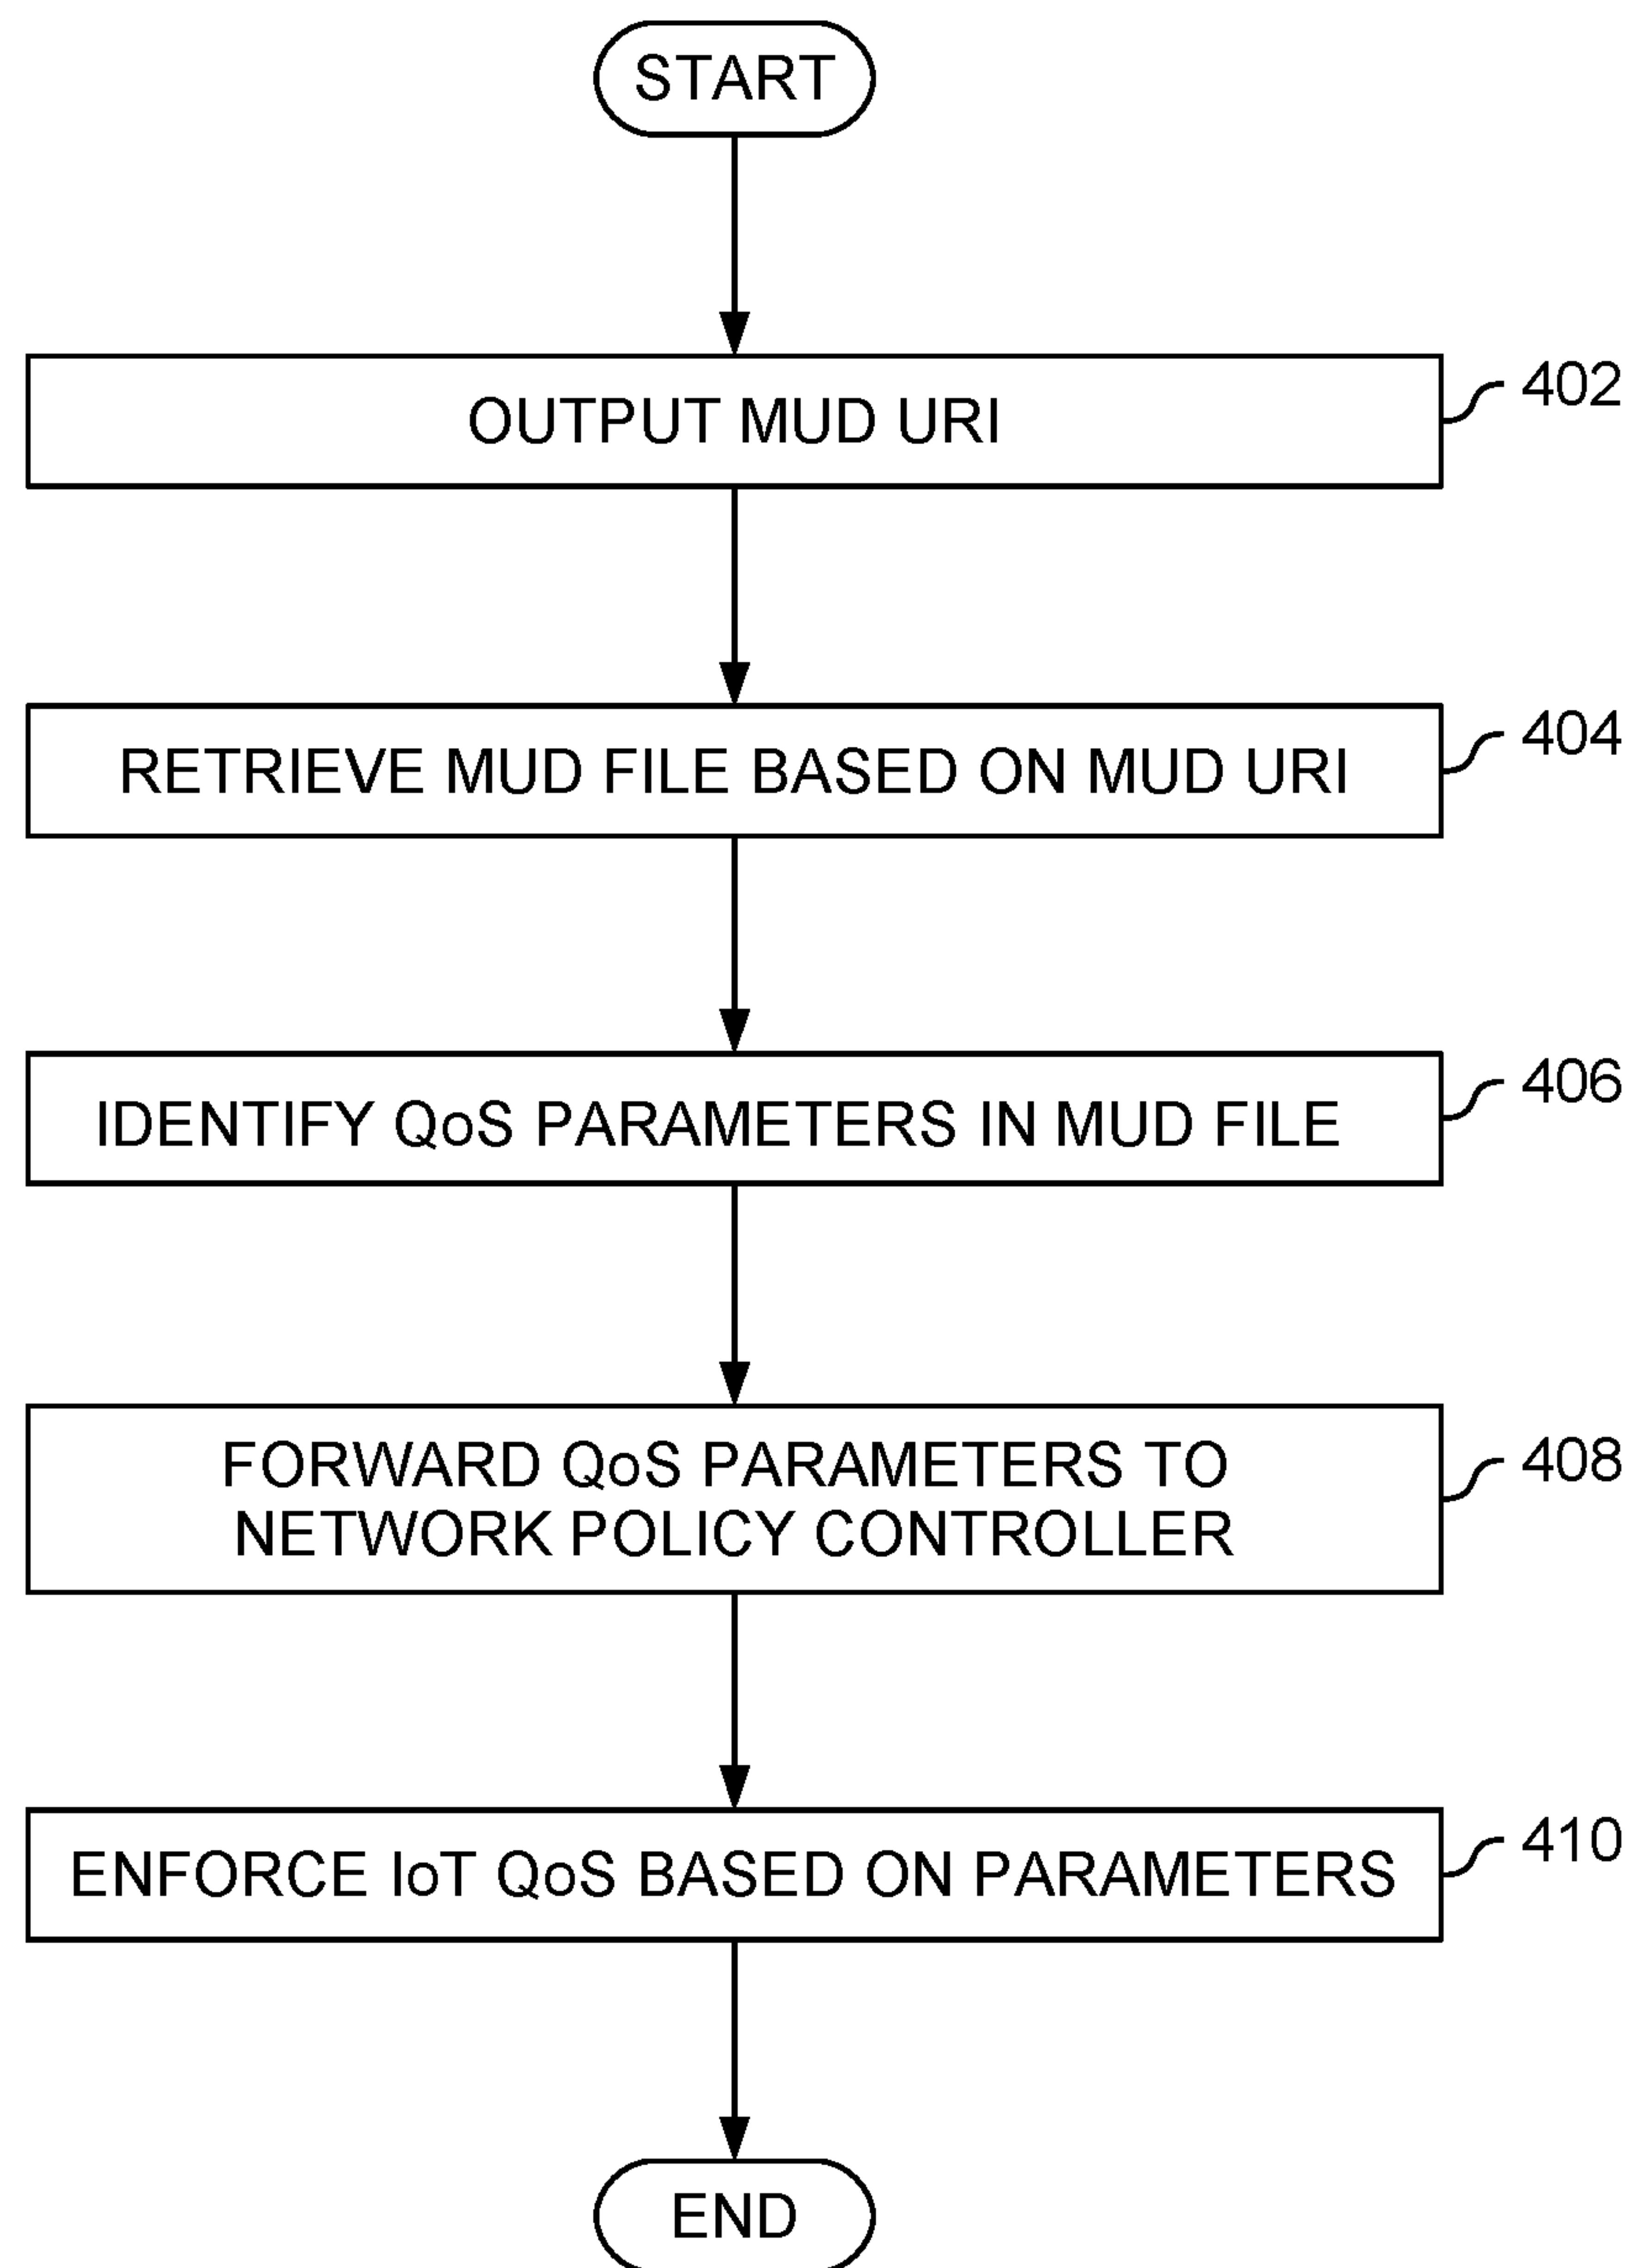 START
OUTPUT MUD URI
402
RETRIEVE MUD FILE BASED ON MUD URI
404
IDENTIFY QoS PARAMETERS IN MUD FILE
406
FORWARD QoS PARAMETERS TO
NETWORK POLICY CONTROLLER
408
ENFORCE IoT QoS BASED ON PARAMETERS
410
END